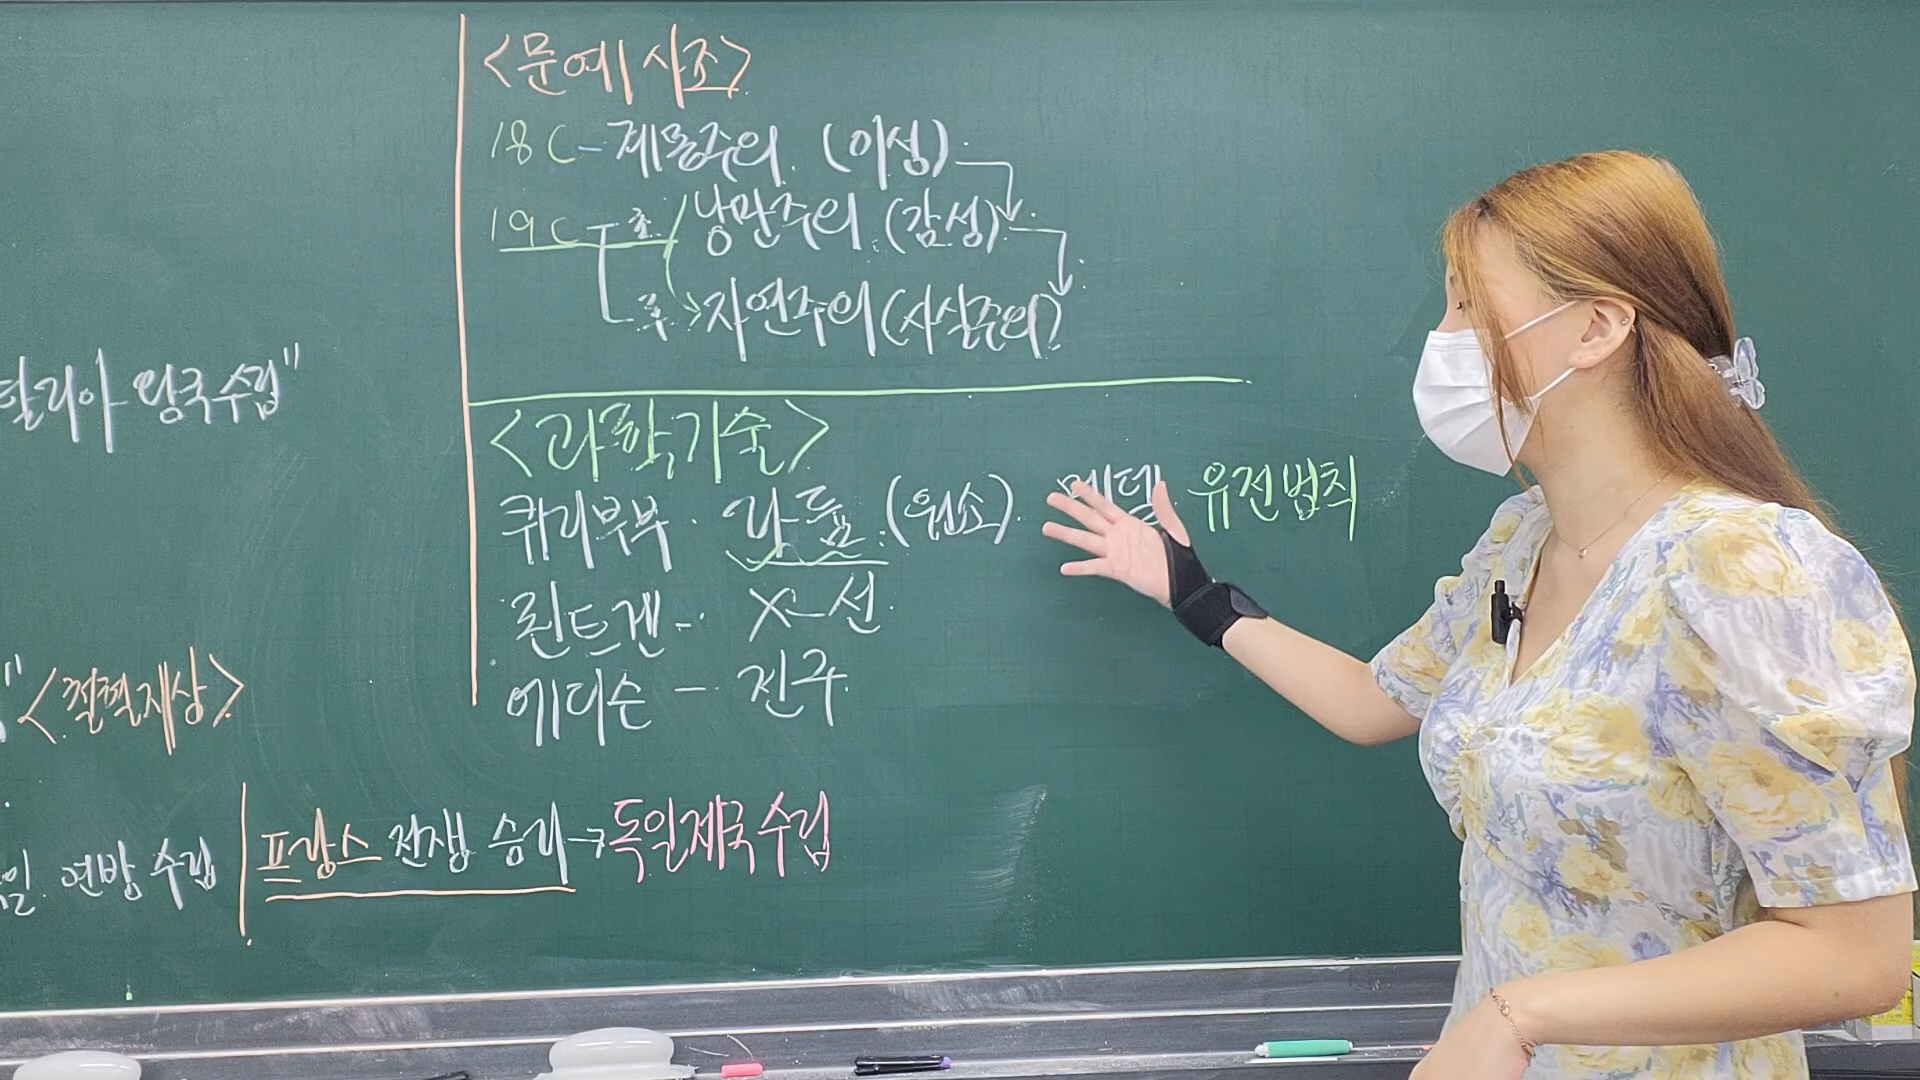 <문예사조>
18C - 계몽주의 (이성)
19C 초 낭만주의 (감성)
후 자연주의 (사실주의)
탈리아 왕국수립"
<과학기술>
퀴리부부 라듐 (원소) 멘델 유전법칙
뢴트겐 - X-선
에디슨 - 전구
"<철혈재상>
일 연방 수립
프랑스 전쟁 승리→독일제국수립